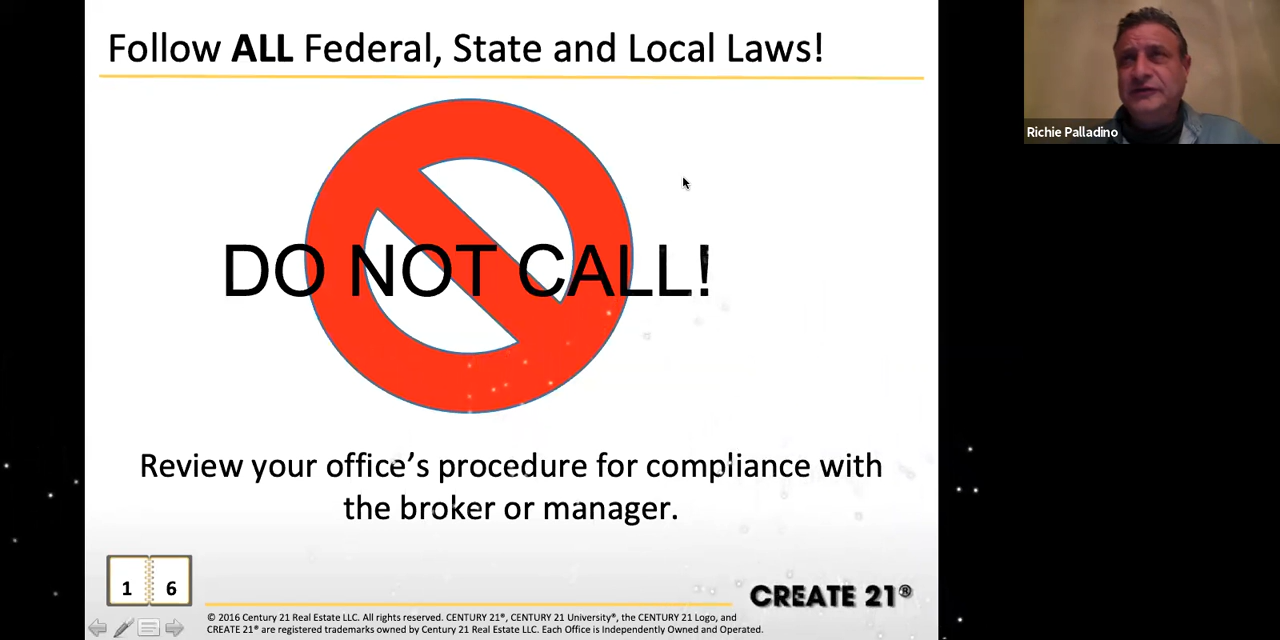 Follow ALL Federal, State and Local Laws!
Richie Palladino
DO NOT CALL!
Review your office's procedure for compliance with
the broker or manager.
1 6
CREATE 21®
© 2016 Century 21 Real Estate LLC. All rights reserved. CENTURY 21®, CENTURY 21 University®, the CENTURY 21 Logo, and
CREATE 21® are registered trademarks owned by Century 21 Real Estate LLC. Each Office is Independently Owned and Operated.